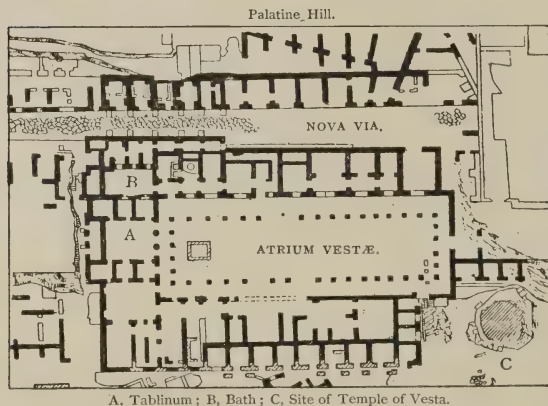 Palatine Hill.
NOVA VIA.
B
A
ATRIUM VESTÆ.
C
A, Tablinum ; B, Bath ; C, Site of Temple of Vesta.